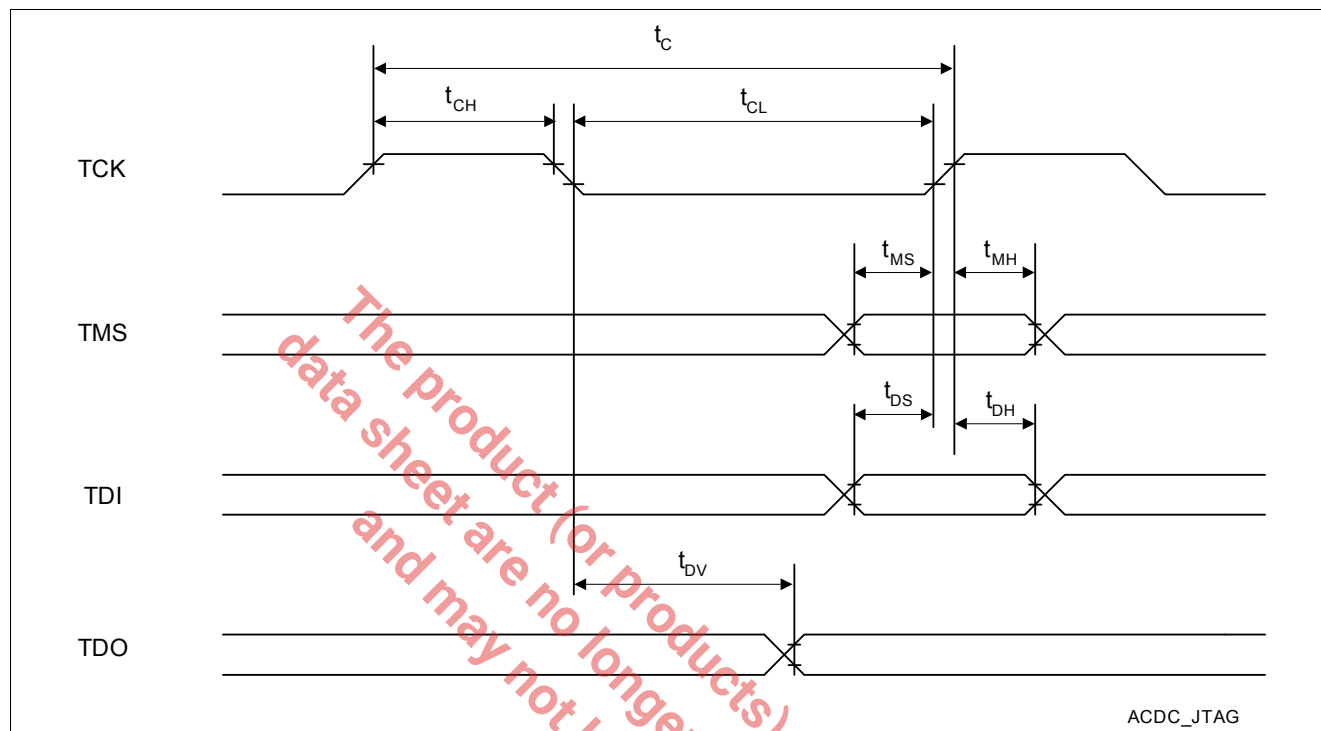 tC
tCH
tCL
TCK
tMS
tMH
TMS
tDS
tDH
TDI
tDV
TDO
ACDC_JTAG
The product (or products)
data sheet are no longer
and may not